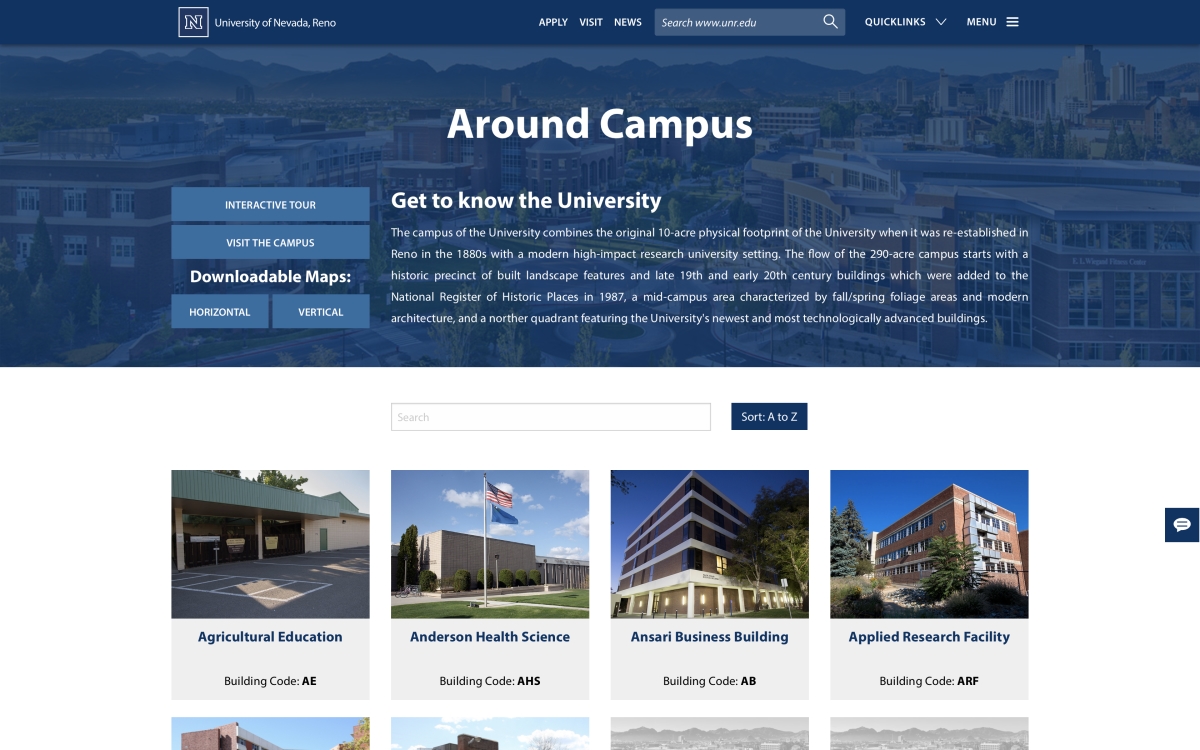 N University of Nevada, Reno
APPLY VISIT NEWS Search www.unr.edu QUICKLINKS MENU
Around Campus
INTERACTIVE TOUR
VISIT THE CAMPUS
Downloadable Maps:
HORIZONTAL VERTICAL
Get to know the University
The campus of the University combines the original 10-acre physical footprint of the University when it was re-established in
Reno in the 1880s with a modern high-impact research university setting. The flow of the 290-acre campus starts with a
historic precinct of built landscape features and late 19th and early 20th century buildings which were added to the
National Register of Historic Places in 1987, a mid-campus area characterized by fall/spring foliage areas and modern
architecture, and a norther quadrant featuring the University's newest and most technologically advanced buildings.
Search Sort: A to Z
Agricultural Education
Building Code: AE
Anderson Health Science
Building Code: AHS
Ansari Business Building
Building Code: AB
Applied Research Facility
Building Code: ARF